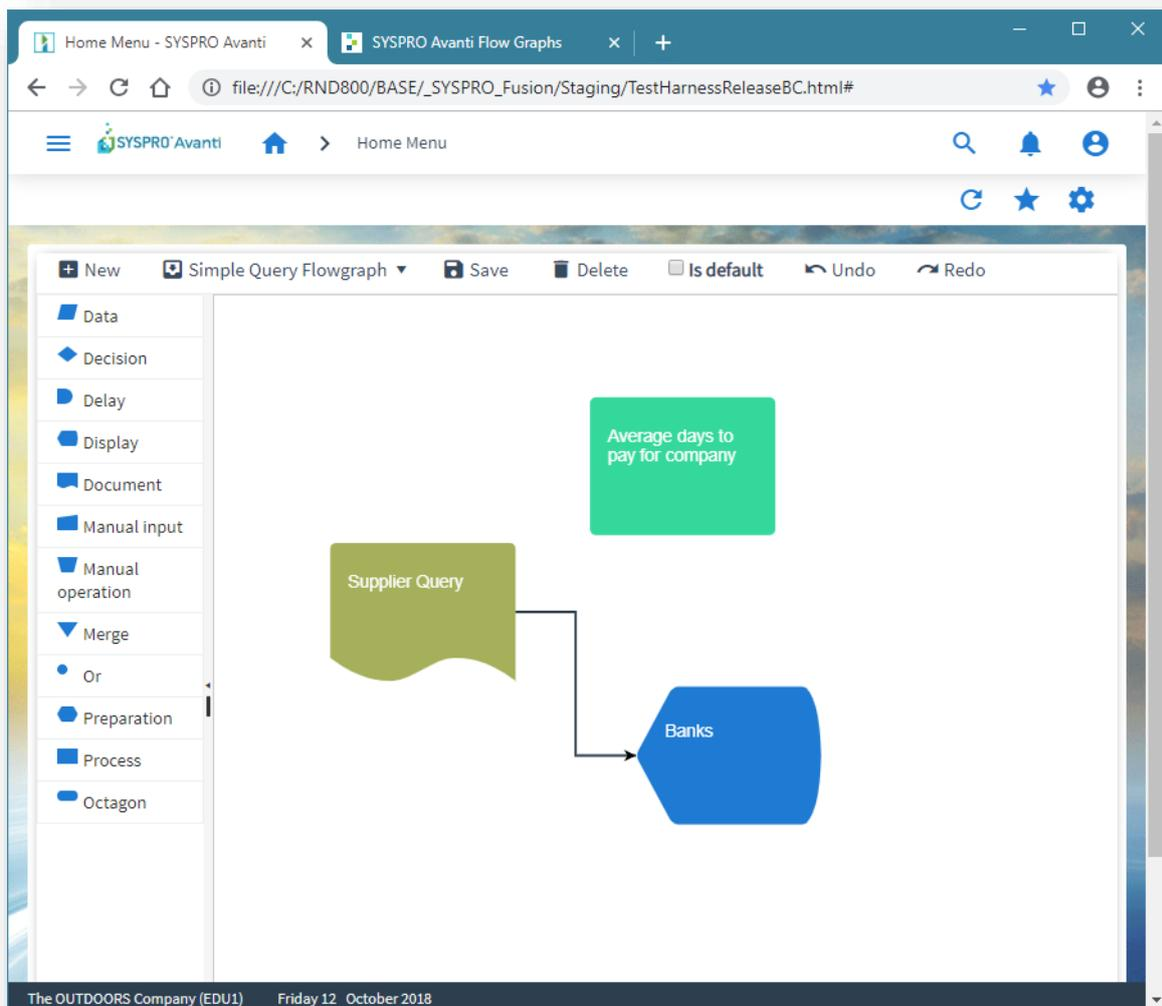 Home Menu - SYSPRO Avanti
SYSPRO Avanti Flow Graphs
file:///C:/RND800/BASE/_SYSPRO_Fusion/Staging/TestHarnessReleaseBC.html#
SYSPRO Avanti Home Menu
New Simple Query Flowgraph Save Delete Is default Undo Redo
Data
Decision
Delay
Display
Document
Manual input
Manual
operation
Merge
Or
Preparation
Process
Octagon
Average days to
pay for company
Supplier Query
Banks
The OUTDOORS Company (EDU1) Friday 12 October 2018